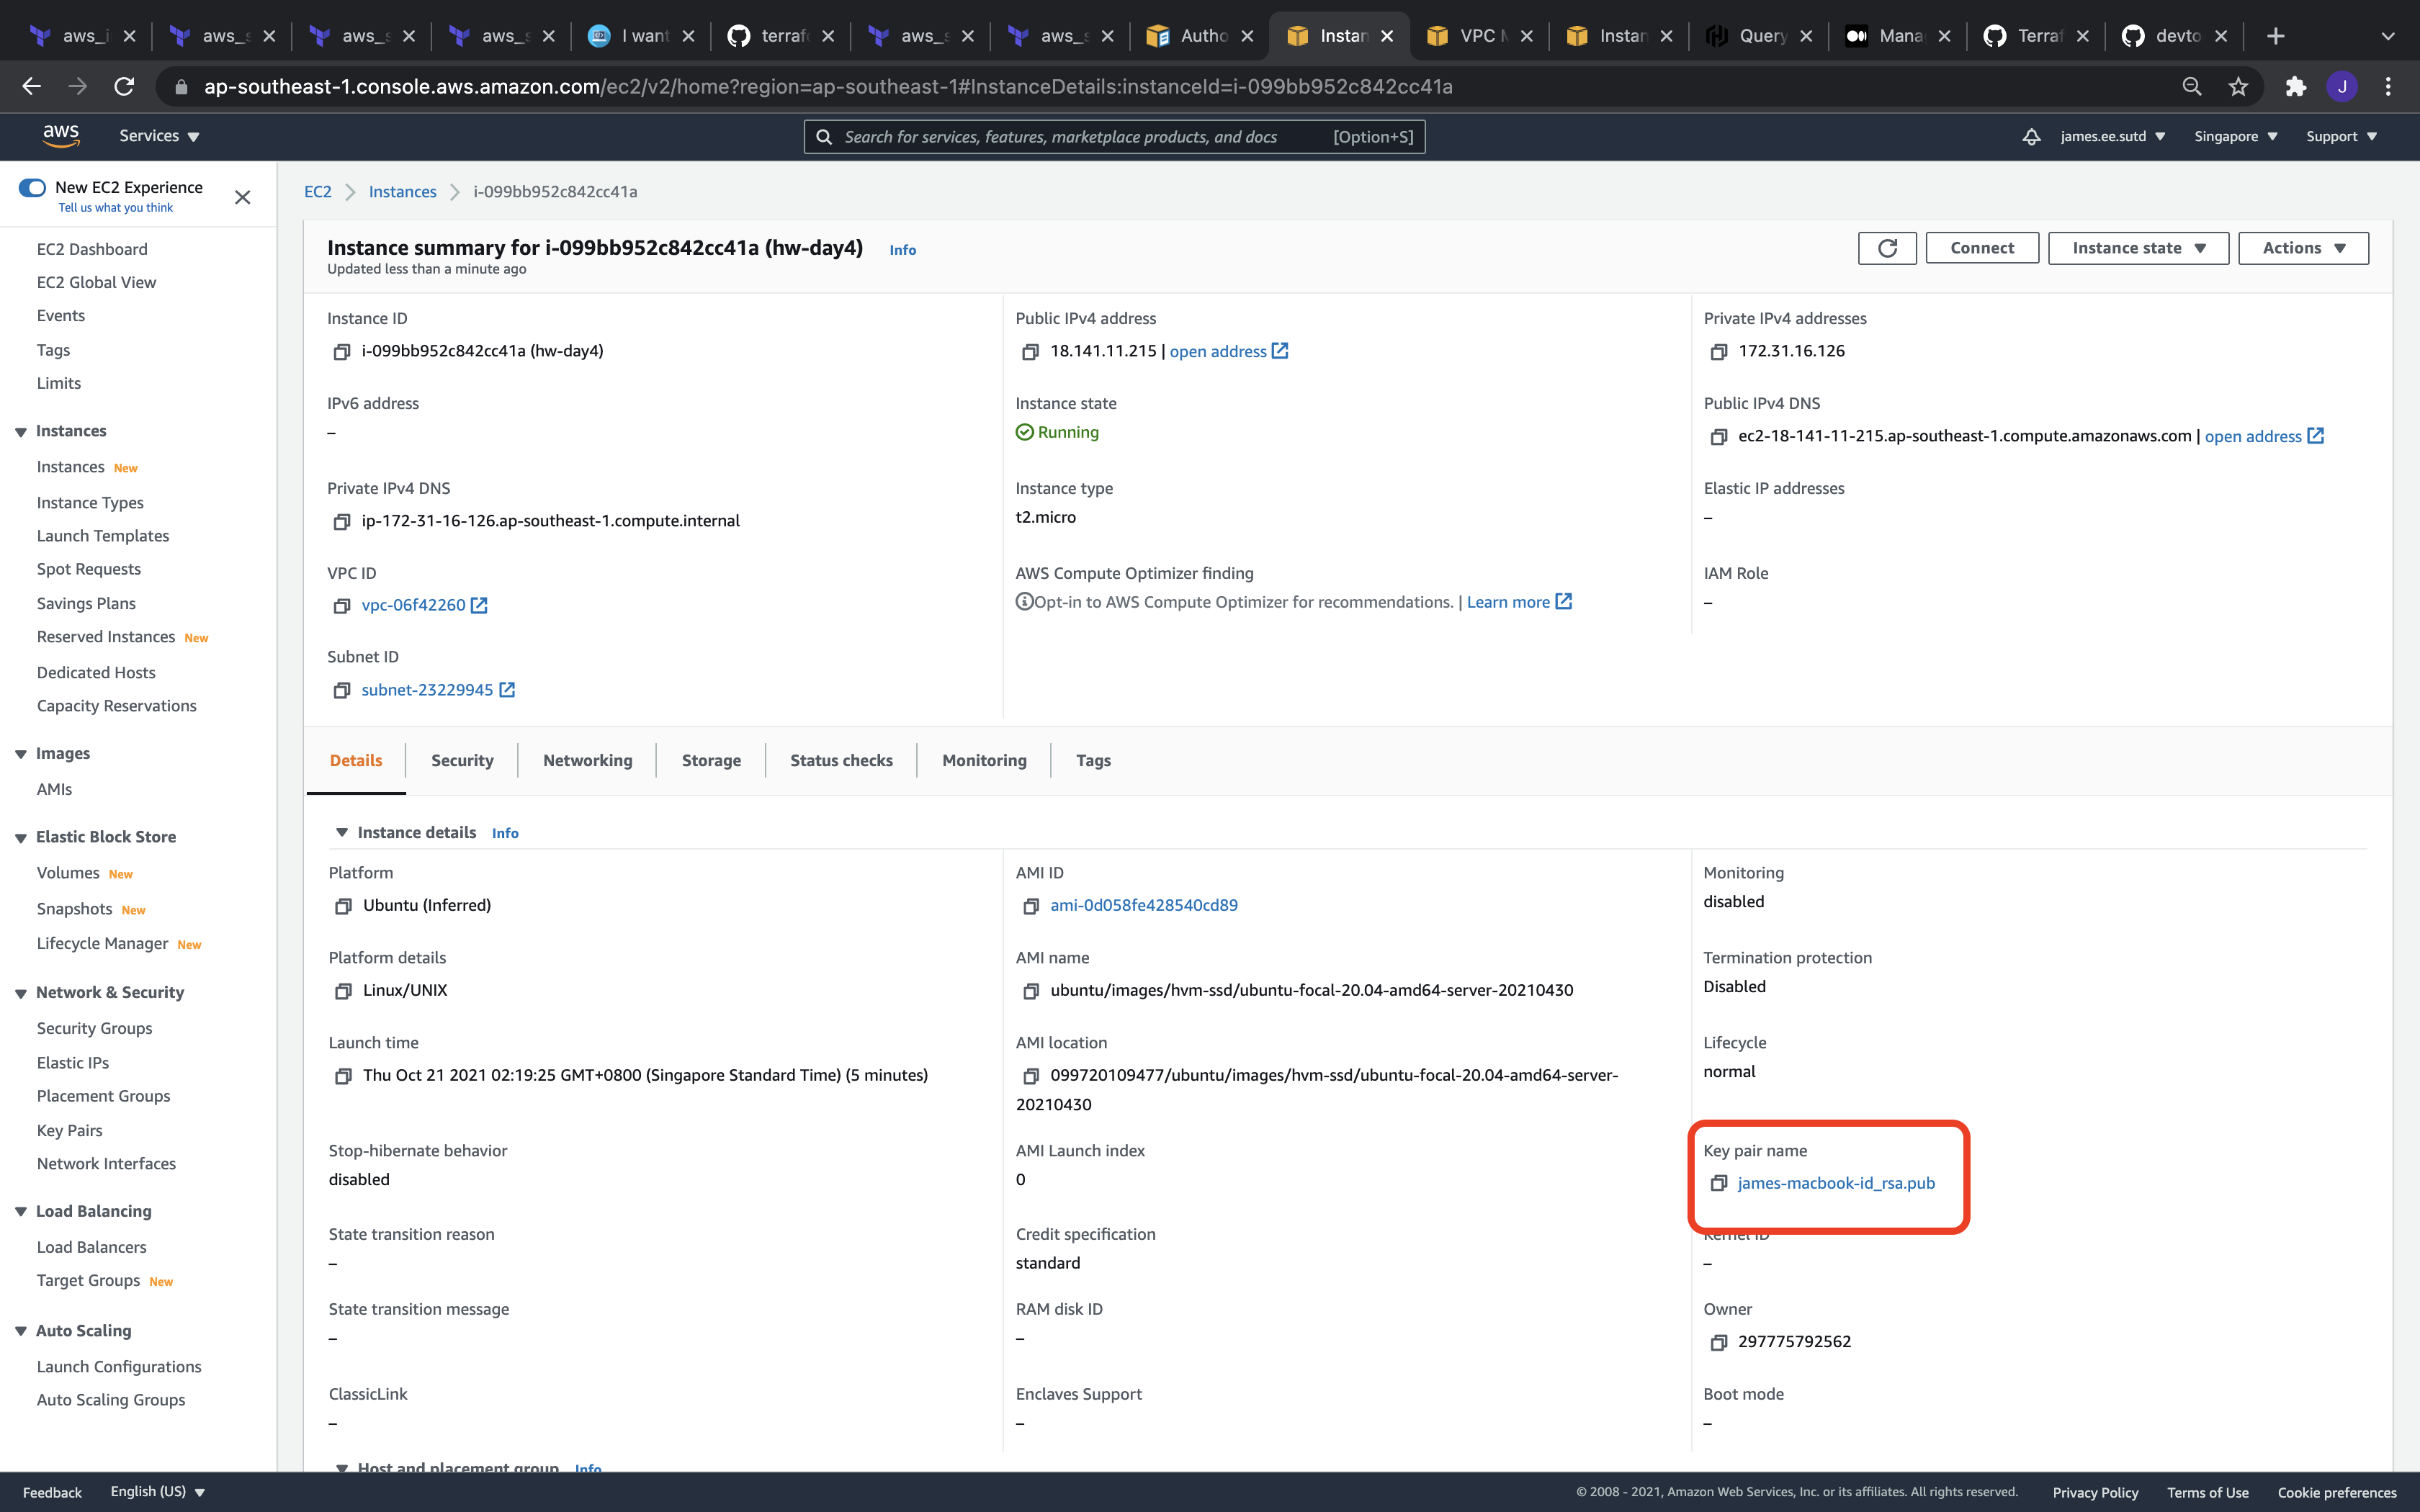 aws_i
aws_s
aws_s
aws_s
I want
terraf
aws_s
aws_s
Autho
Instan
VPC M
Instan
Query
Mana
Terraf
devto
ap-southeast-1.console.aws.amazon.com/ec2/v2/home?region=ap-southeast-1#InstanceDetails:instanceId=i-099bb952c842cc41a
J
aws
Services
Search for services, features, marketplace products, and docs [Option+S]
james.ee.sutd
Singapore
Support
New EC2 Experience
Tell us what you think
EC2 Dashboard
EC2 Global View
Events
Tags
Limits
Instances
Instances New
Instance Types
Launch Templates
Spot Requests
Savings Plans
Reserved Instances New
Dedicated Hosts
Capacity Reservations
Images
AMIs
Elastic Block Store
Volumes New
Snapshots New
Lifecycle Manager New
Network & Security
Security Groups
Elastic IPs
Placement Groups
Key Pairs
Network Interfaces
Load Balancing
Load Balancers
Target Groups New
Auto Scaling
Launch Configurations
Auto Scaling Groups
EC2 Instances i-099bb952c842cc41a
Instance summary for i-099bb952c842cc41a (hw-day4) Info
Updated less than a minute ago
Connect
Instance state
Actions
Instance ID
i-099bb952c842cc41a (hw-day4)
Public IPv4 address
18.141.11.215 | open address
Private IPv4 addresses
172.31.16.126
IPv6 address
–
Instance state
Running
Public IPv4 DNS
ec2-18-141-11-215.ap-southeast-1.compute.amazonaws.com | open address
Private IPv4 DNS
ip-172-31-16-126.ap-southeast-1.compute.internal
Instance type
t2.micro
Elastic IP addresses
–
VPC ID
vpc-06f42260
AWS Compute Optimizer finding
Opt-in to AWS Compute Optimizer for recommendations. | Learn more
IAM Role
–
Subnet ID
subnet-23229945
Details
Security
Networking
Storage
Status checks
Monitoring
Tags
Instance details Info
Platform
Ubuntu (Inferred)
AMI ID
ami-0d058fe428540cd89
Monitoring
disabled
Platform details
Linux/UNIX
AMI name
ubuntu/images/hvm-ssd/ubuntu-focal-20.04-amd64-server-20210430
Termination protection
Disabled
Launch time
Thu Oct 21 2021 02:19:25 GMT+0800 (Singapore Standard Time) (5 minutes)
AMI location
099720109477/ubuntu/images/hvm-ssd/ubuntu-focal-20.04-amd64-server-
20210430
Lifecycle
normal
Stop-hibernate behavior
disabled
AMI Launch index
0
Key pair name
james-macbook-id_rsa.pub
State transition reason
–
Credit specification
standard
Kernel ID
–
State transition message
–
RAM disk ID
–
Owner
297775792562
ClassicLink
–
Enclaves Support
–
Boot mode
–
Host and placement group Info
Feedback
English (US)
© 2008 - 2021, Amazon Web Services, Inc. or its affiliates. All rights reserved.
Privacy Policy
Terms of Use
Cookie preferences